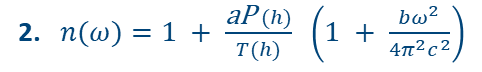 2. n(ω) = 1 + aP(h)/T(h) (1 + bω²/4π²c²)